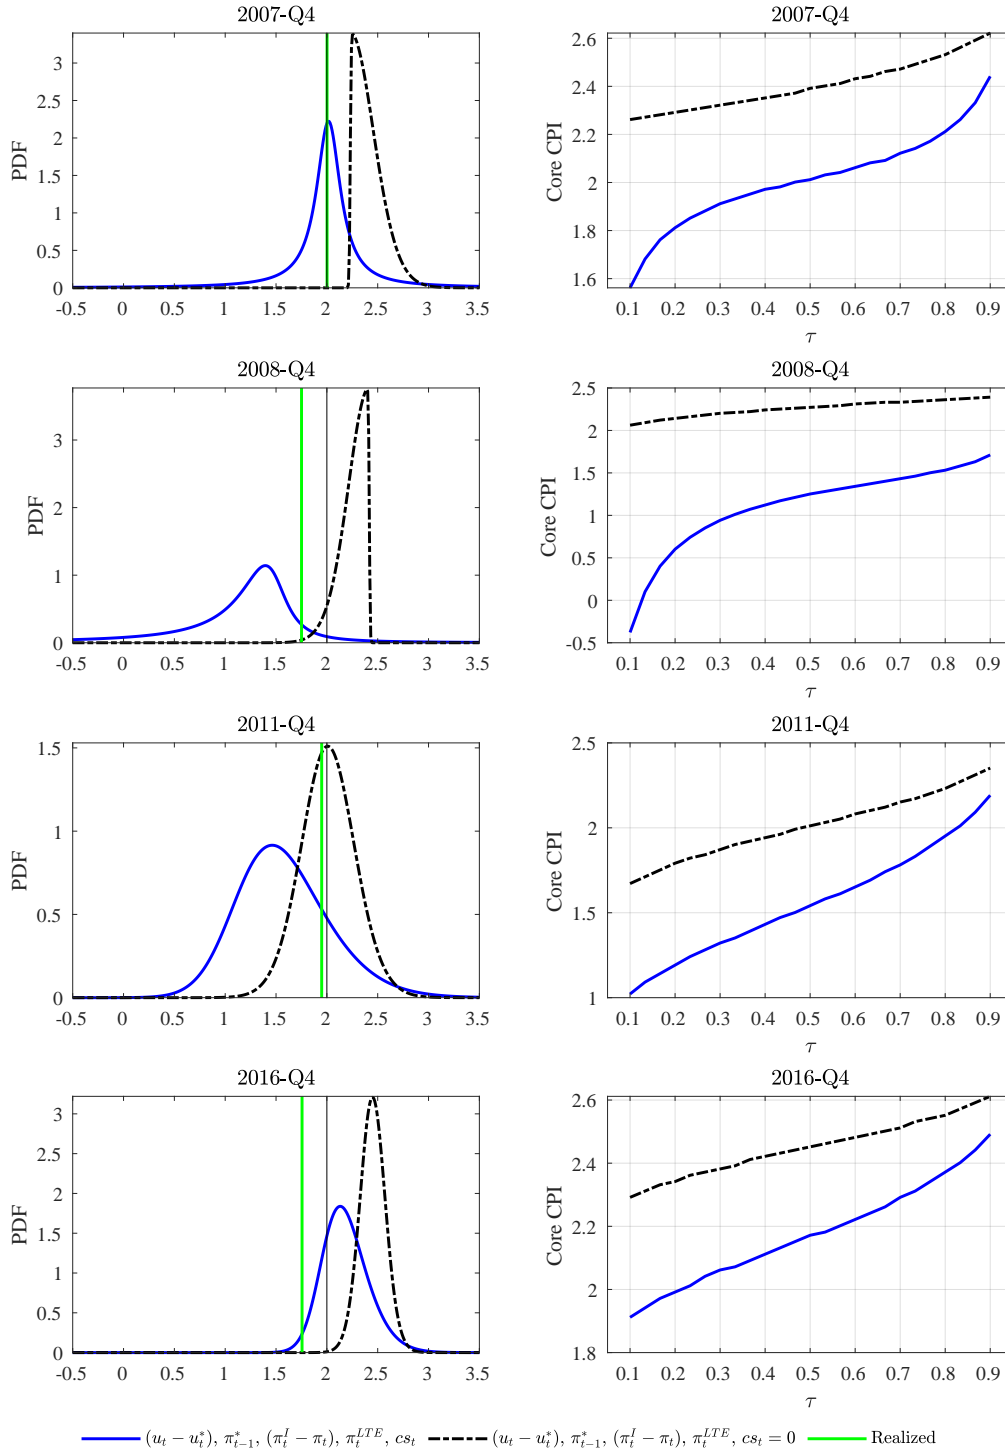 2007-Q4
PDF
3
2.5
2
1.5
1
0.5
0
-0.5 0 0.5 1 1.5 2 2.5 3 3.5
2007-Q4
Core CPI
2.6
2.4
2.2
2
1.8
1.6
0.1 0.2 0.3 0.4 0.5 0.6 0.7 0.8 0.9
τ
2008-Q4
PDF
3
2
1
0
-0.5 0 0.5 1 1.5 2 2.5 3 3.5
2008-Q4
Core CPI
2.5
2
1.5
1
0.5
0
-0.5
0.1 0.2 0.3 0.4 0.5 0.6 0.7 0.8 0.9
τ
2011-Q4
PDF
1.5
1
0.5
0
-0.5 0 0.5 1 1.5 2 2.5 3 3.5
2011-Q4
Core CPI
2.5
2
1.5
1
0.1 0.2 0.3 0.4 0.5 0.6 0.7 0.8 0.9
τ
2016-Q4
PDF
3
2.5
2
1.5
1
0.5
0
-0.5 0 0.5 1 1.5 2 2.5 3 3.5
2016-Q4
Core CPI
2.6
2.4
2.2
2
1.8
0.1 0.2 0.3 0.4 0.5 0.6 0.7 0.8 0.9
τ
(u_t − u_t^*), π_{t−1}^*, (π_t^I − π_t), π_t^{LTE}, cs_t (u_t − u_t^*), π_{t−1}^*, (π_t^I − π_t), π_t^{LTE}, cs_t = 0 Realized